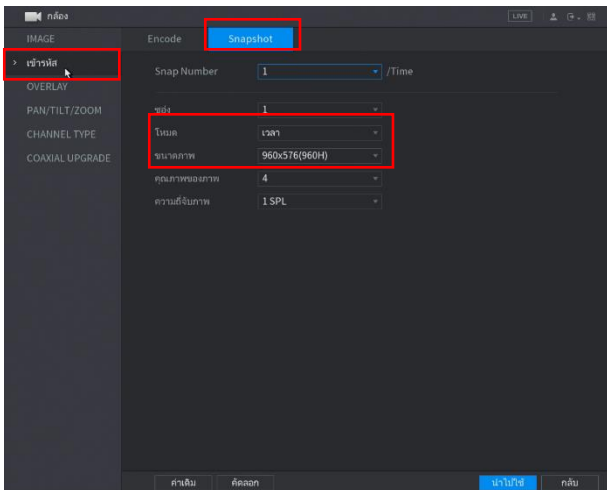 กล้อง LIVE
IMAGE Encode Snapshot
> เข้ารหัส
Snap Number 1 /Time
OVERLAY
PAN/TILT/ZOOM ช่อง 1
CHANNEL TYPE โหมด เวลา
COAXIAL UPGRADE ขนาดภาพ 960x576(960H)
คุณภาพของภาพ 4
ความถี่จับภาพ 1 SPL
ค่าเดิม คัดลอก นำไปใช้ กลับ